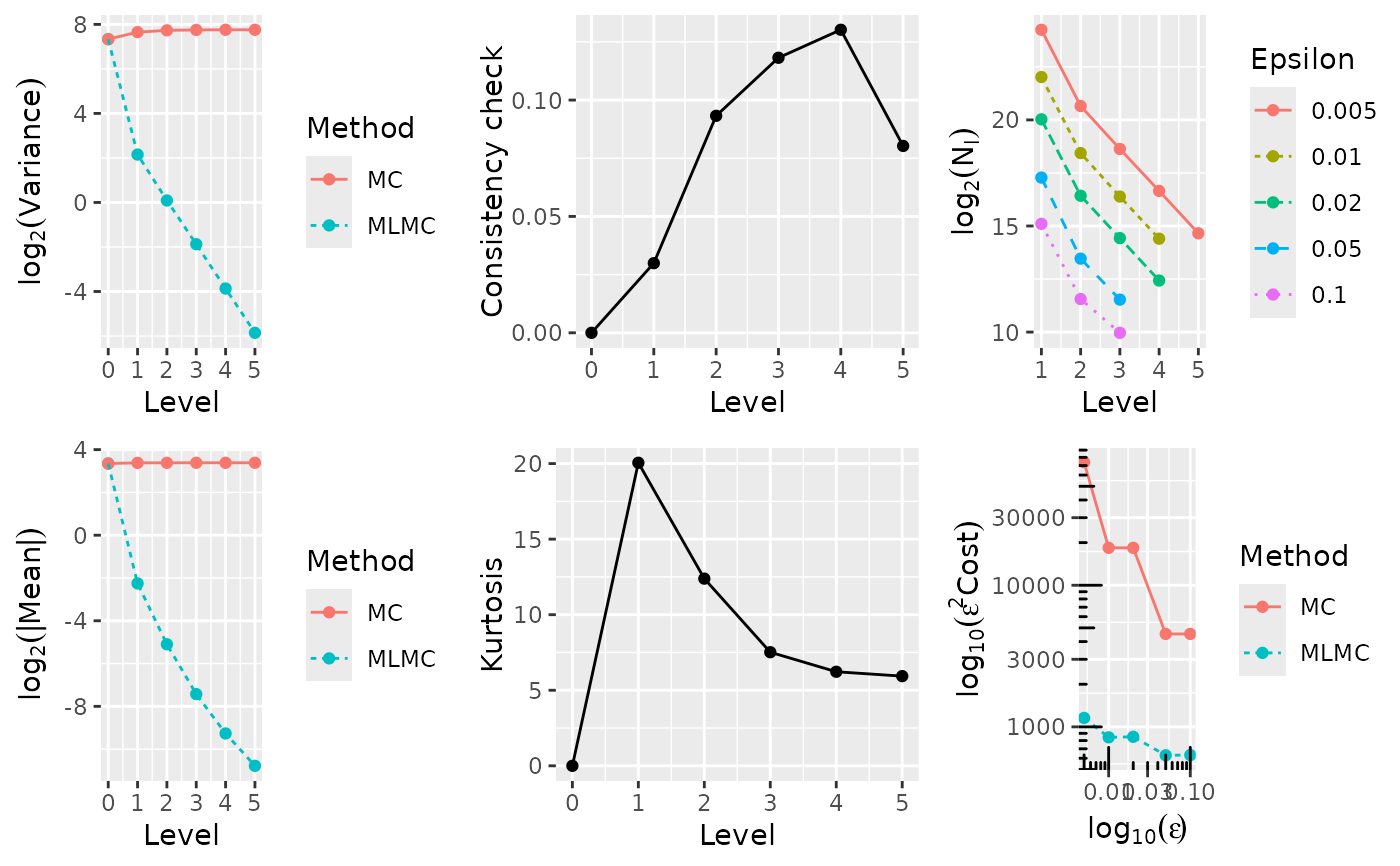 log₂(Variance)
8
4
0
-4
0 1 2 3 4 5
Level
Method
MC
MLMC
Consistency check
0.10
0.05
0.00
0 1 2 3 4 5
Level
log₂(Nₗ)
20
15
10
1 2 3 4 5
Level
Epsilon
0.005
0.01
0.02
0.05
0.1
log₂(|Mean|)
4
0
-4
-8
0 1 2 3 4 5
Level
Method
MC
MLMC
Kurtosis
20
15
10
5
0
0 1 2 3 4 5
Level
log₁₀(ε²Cost)
30000
10000
3000
1000
0.10
log₁₀(ε)
Method
MC
MLMC